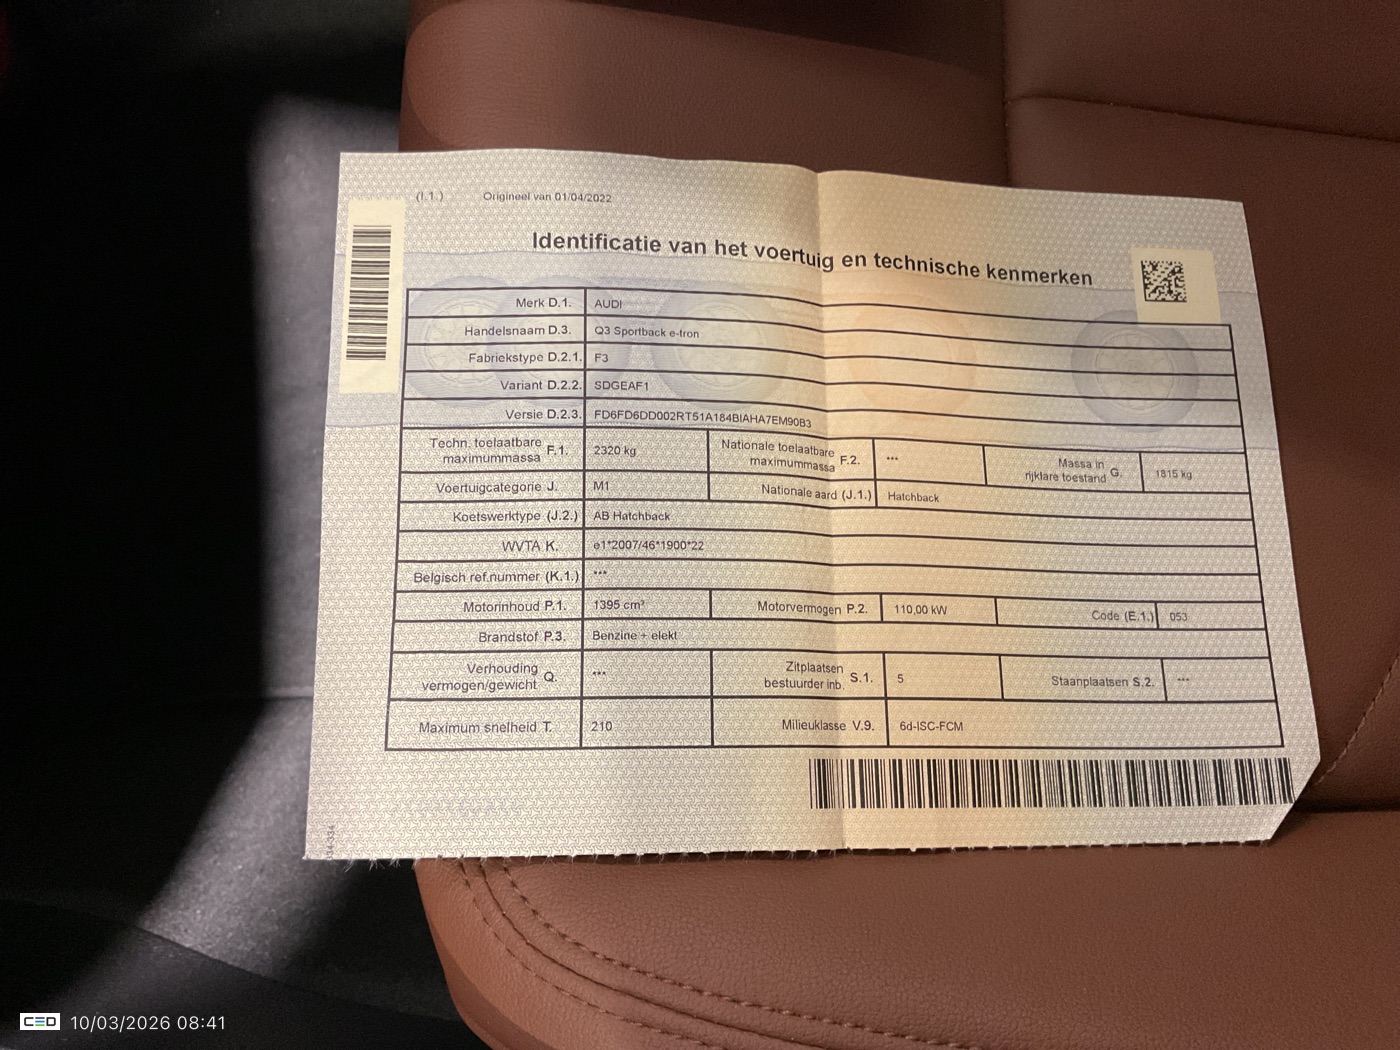 (I.1.) Origineel van 01/04/2022
Identificatie van het voertuig en technische kenmerken
Merk D.1. AUDI
Handelsnaam D.3. Q3 Sportback e-tron
Fabriekstype D.2.1. F3
Variant D.2.2. SDGEAF1
Versie D.2.3. FD6FD6DD002RT51A184BIAHA7EM90B3
Techn. toelaatbare maximummassa F.1. 2320 kg Nationale toelaatbare maximummassa F.2. *** Massa in rijklare toestand G. 1815 kg
Voertuigcategorie J. M1 Nationale aard (J.1.) Hatchback
Koetswerktype (J.2.) AB Hatchback
WVTA K. e1*2007/46*1900*22
Belgisch ref.nummer (K.1.) ***
Motorinhoud P.1. 1395 cm³ Motorvermogen P.2. 110,00 kW Code (E.1.) 053
Brandstof P.3. Benzine + elekt
Verhouding vermogen/gewicht Q. *** Zitplaatsen bestuurder inb. S.1. 5 Staanplaatsen S.2. ***
Maximum snelheid T. 210 Milieuklasse V.9. 6d-ISC-FCM
CED 10/03/2026 08:41